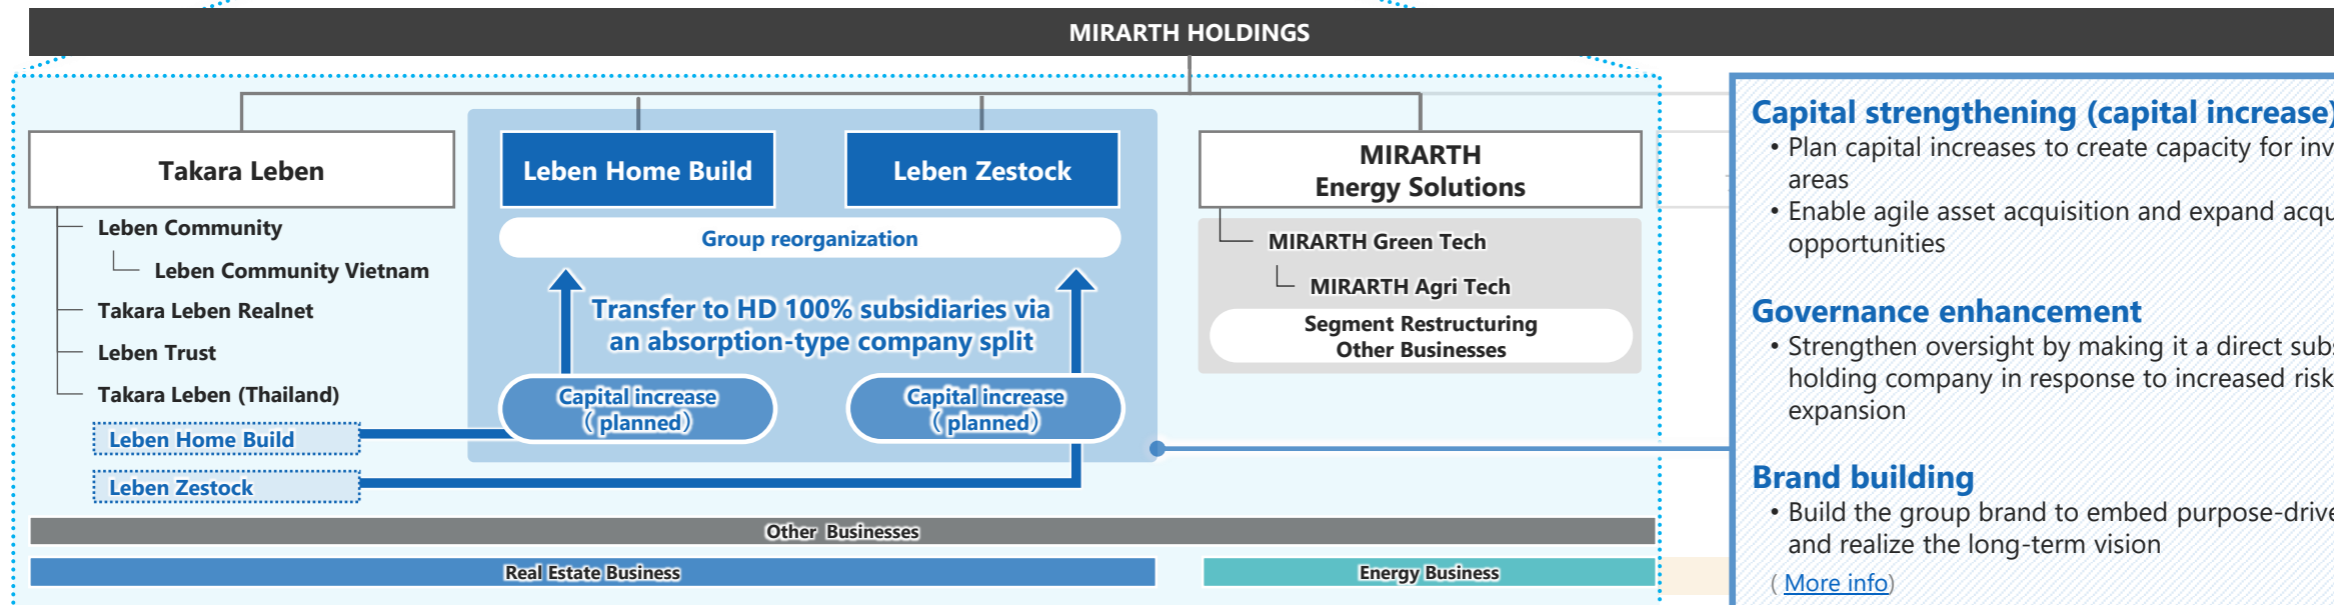 MIRARTH HOLDINGS
Takara Leben
Leben Community
Leben Community Vietnam
Takara Leben Realnet
Leben Trust
Takara Leben (Thailand)
Leben Home Build
Leben Zestock
Leben Home Build
Leben Zestock
Group reorganization
Transfer to HD 100% subsidiaries via
an absorption-type company split
Capital increase
( planned)
Capital increase
( planned)
MIRARTH
Energy Solutions
MIRARTH Green Tech
MIRARTH Agri Tech
Segment Restructuring
Other Businesses
Other Businesses
Real Estate Business
Energy Business
Capital strengthening (capital increase)
• Plan capital increases to create capacity for
areas
• Enable agile asset acquisition and expand
opportunities
Governance enhancement
• Strengthen oversight by making it a direct
holding company in response to increased risk
expansion
Brand building
• Build the group brand to embed
and realize the long-term vision
( More info)